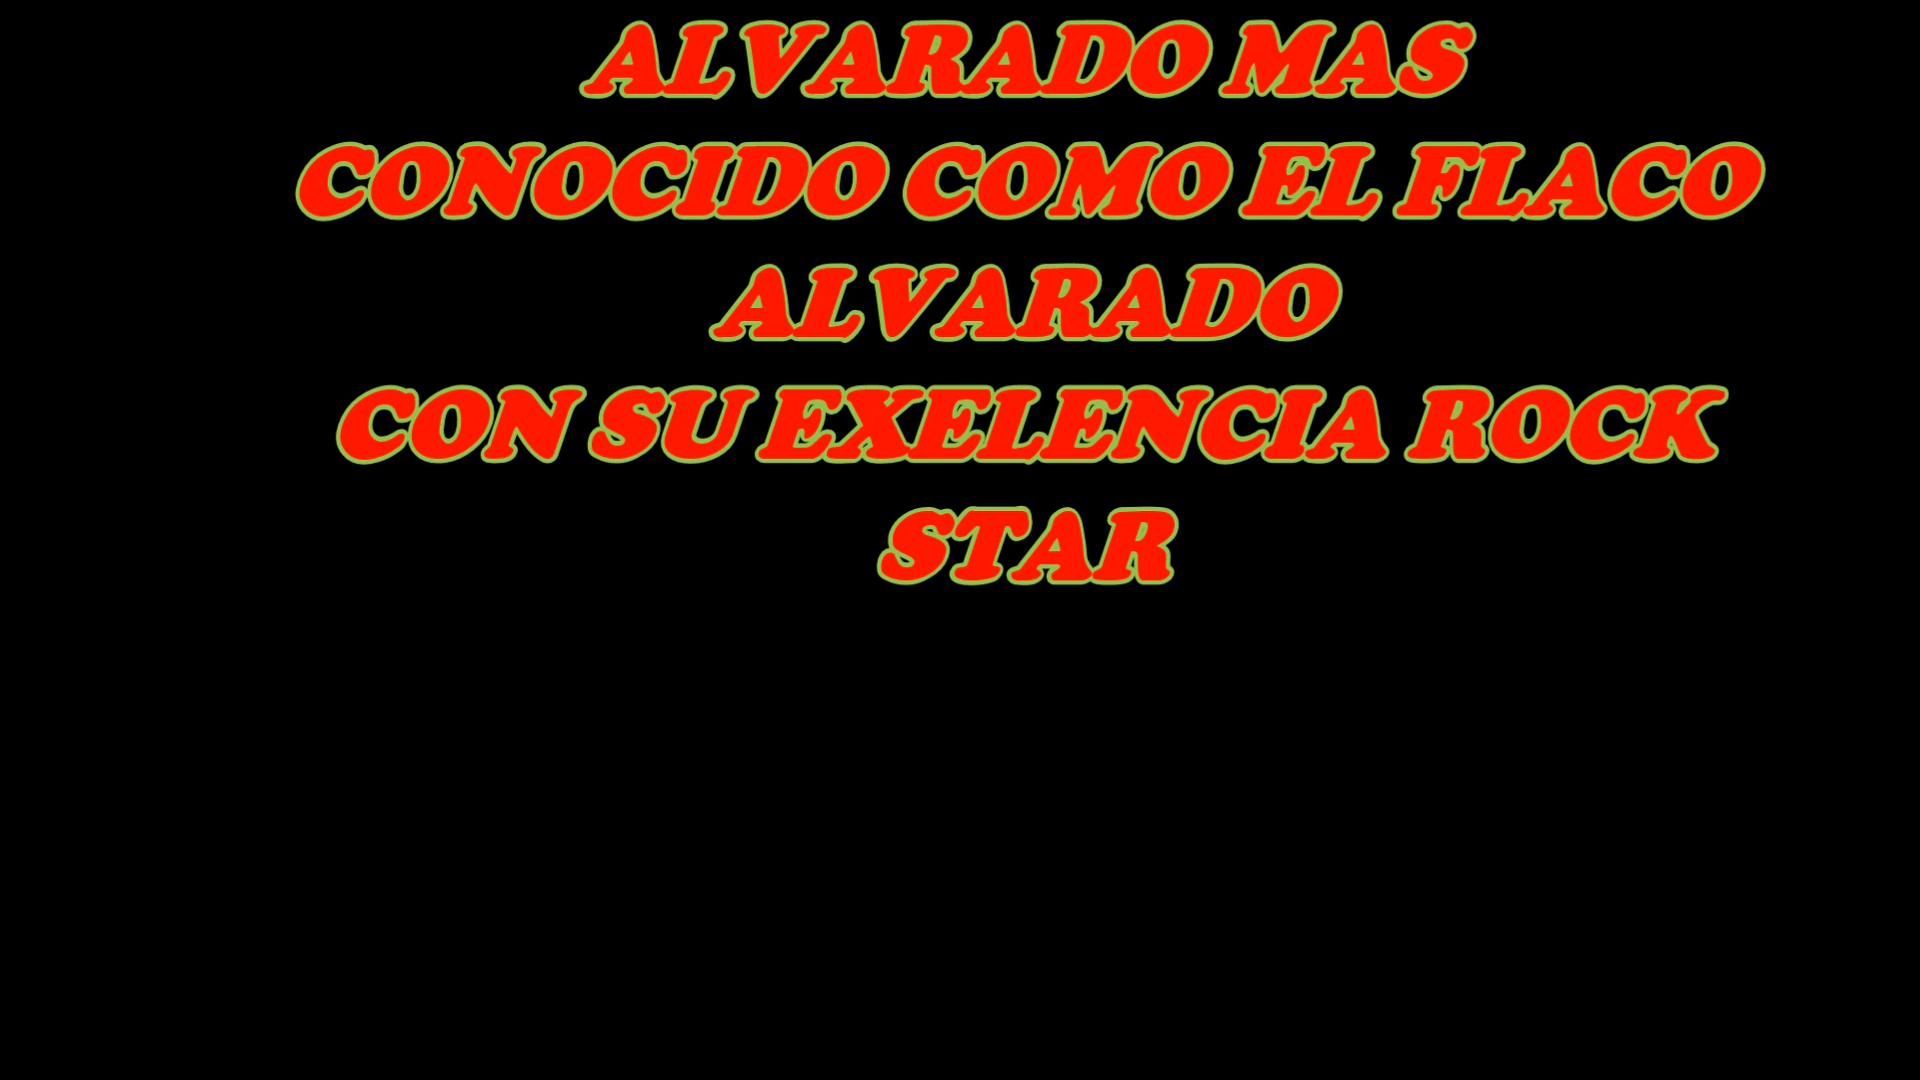 ALVARADO MAS
CONOCIDO COMO EL FLACO
ALVARADO
CON SU EXELENCIA ROCK
STAR